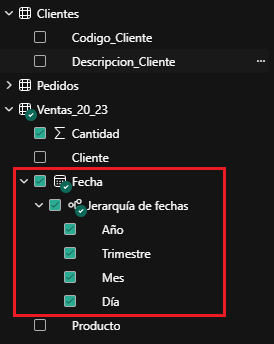 Clientes
Codigo_Cliente
Descripcion_Cliente
Pedidos
Ventas_20_23
Cantidad
Cliente
Fecha
Jerarquía de fechas
Año
Trimestre
Mes
Día
Producto